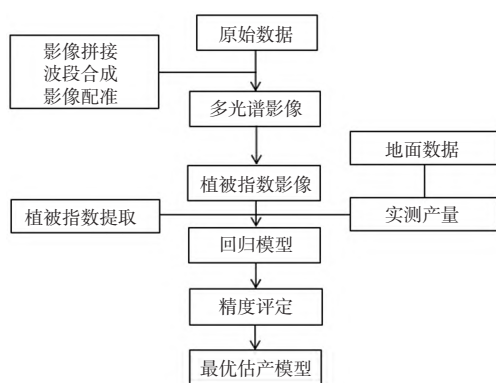 原始数据
影像拼接
波段合成
影像配准
多光谱影像
地面数据
植被指数影像
植被指数提取
实测产量
回归模型
精度评定
最优估产模型